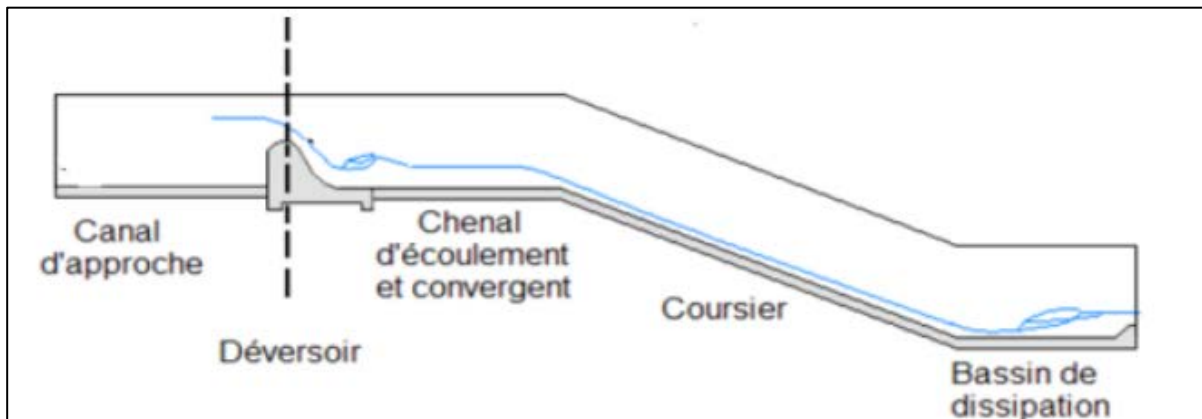 Canal
d'approche
Déversoir
Chenal
d'écoulement
et convergent
Coursier
Bassin de
dissipation